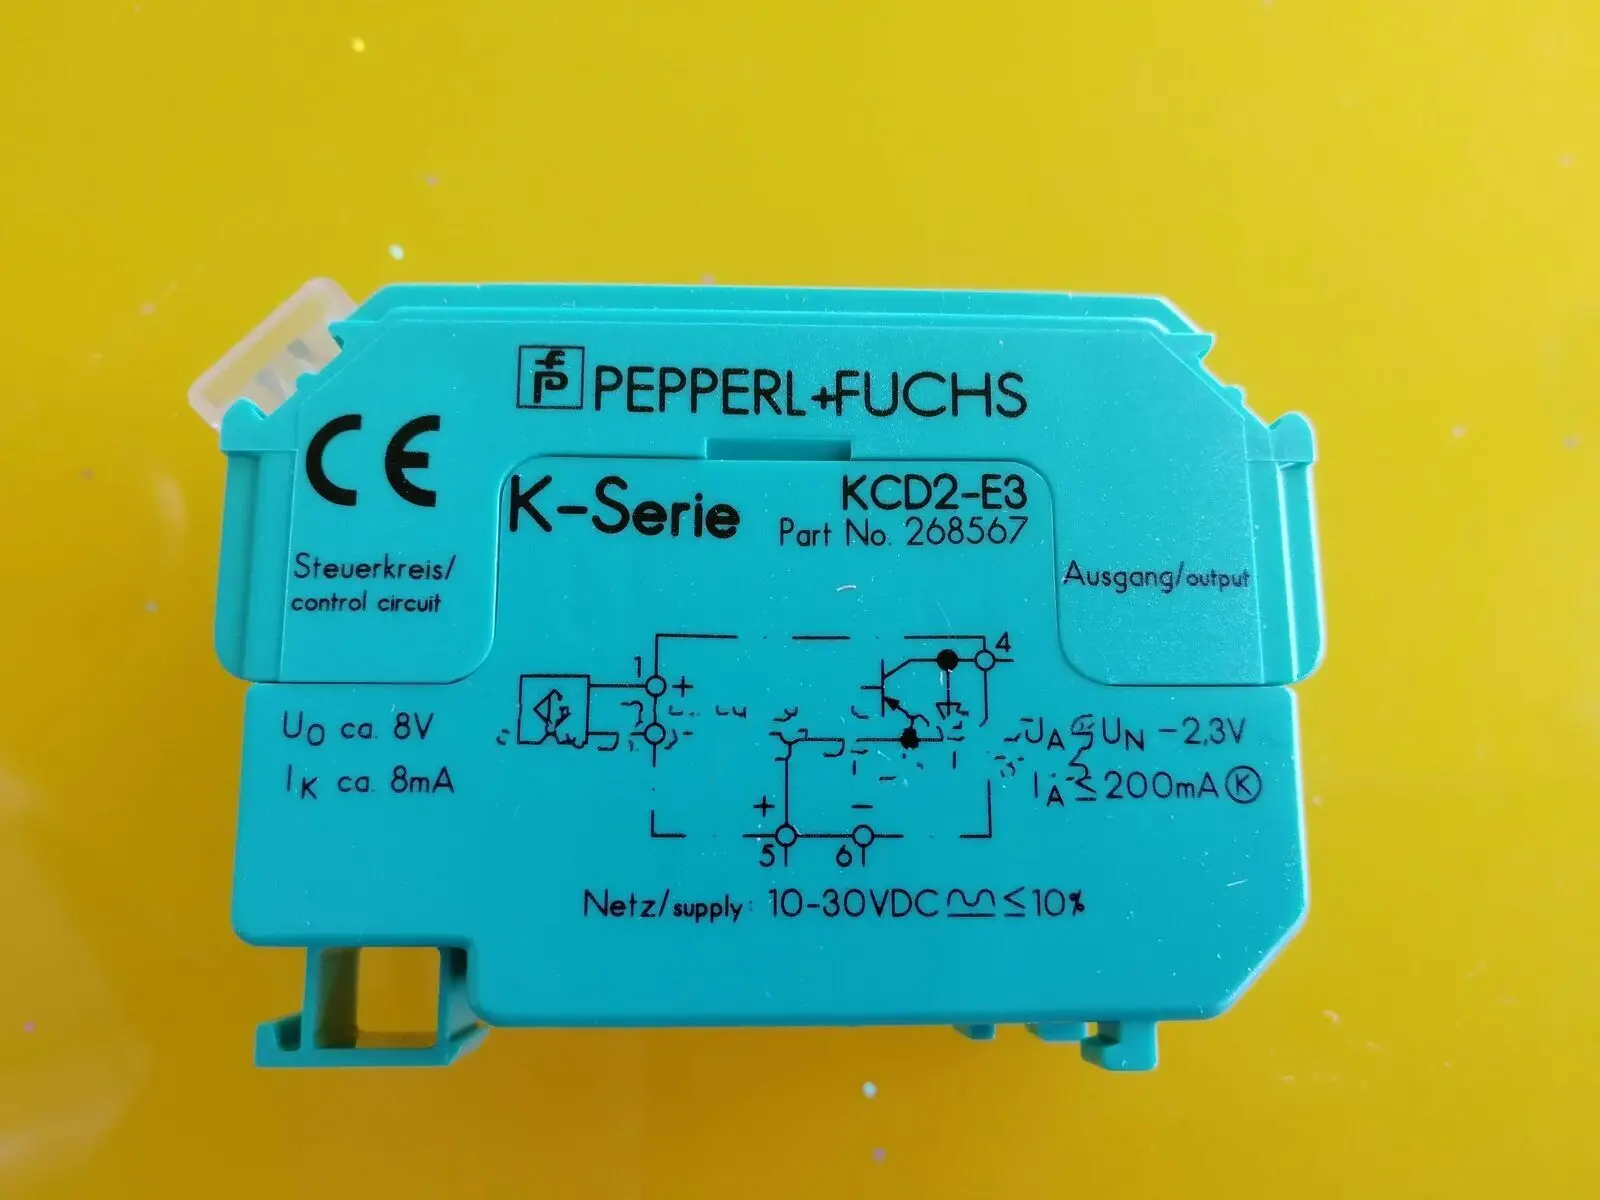 PEPPERL+FUCHS
CE
K-Serie
KCD2-E3
Part No. 268567
Steuerkreis/
control circuit
Ausgang/output
1
+
4
U0 ca. 8V
IK ca. 8mA
UN -2,3V
IA ≤ 200mA Ⓚ
+
−
5
6
Netz/supply: 10-30VDC ≤10%